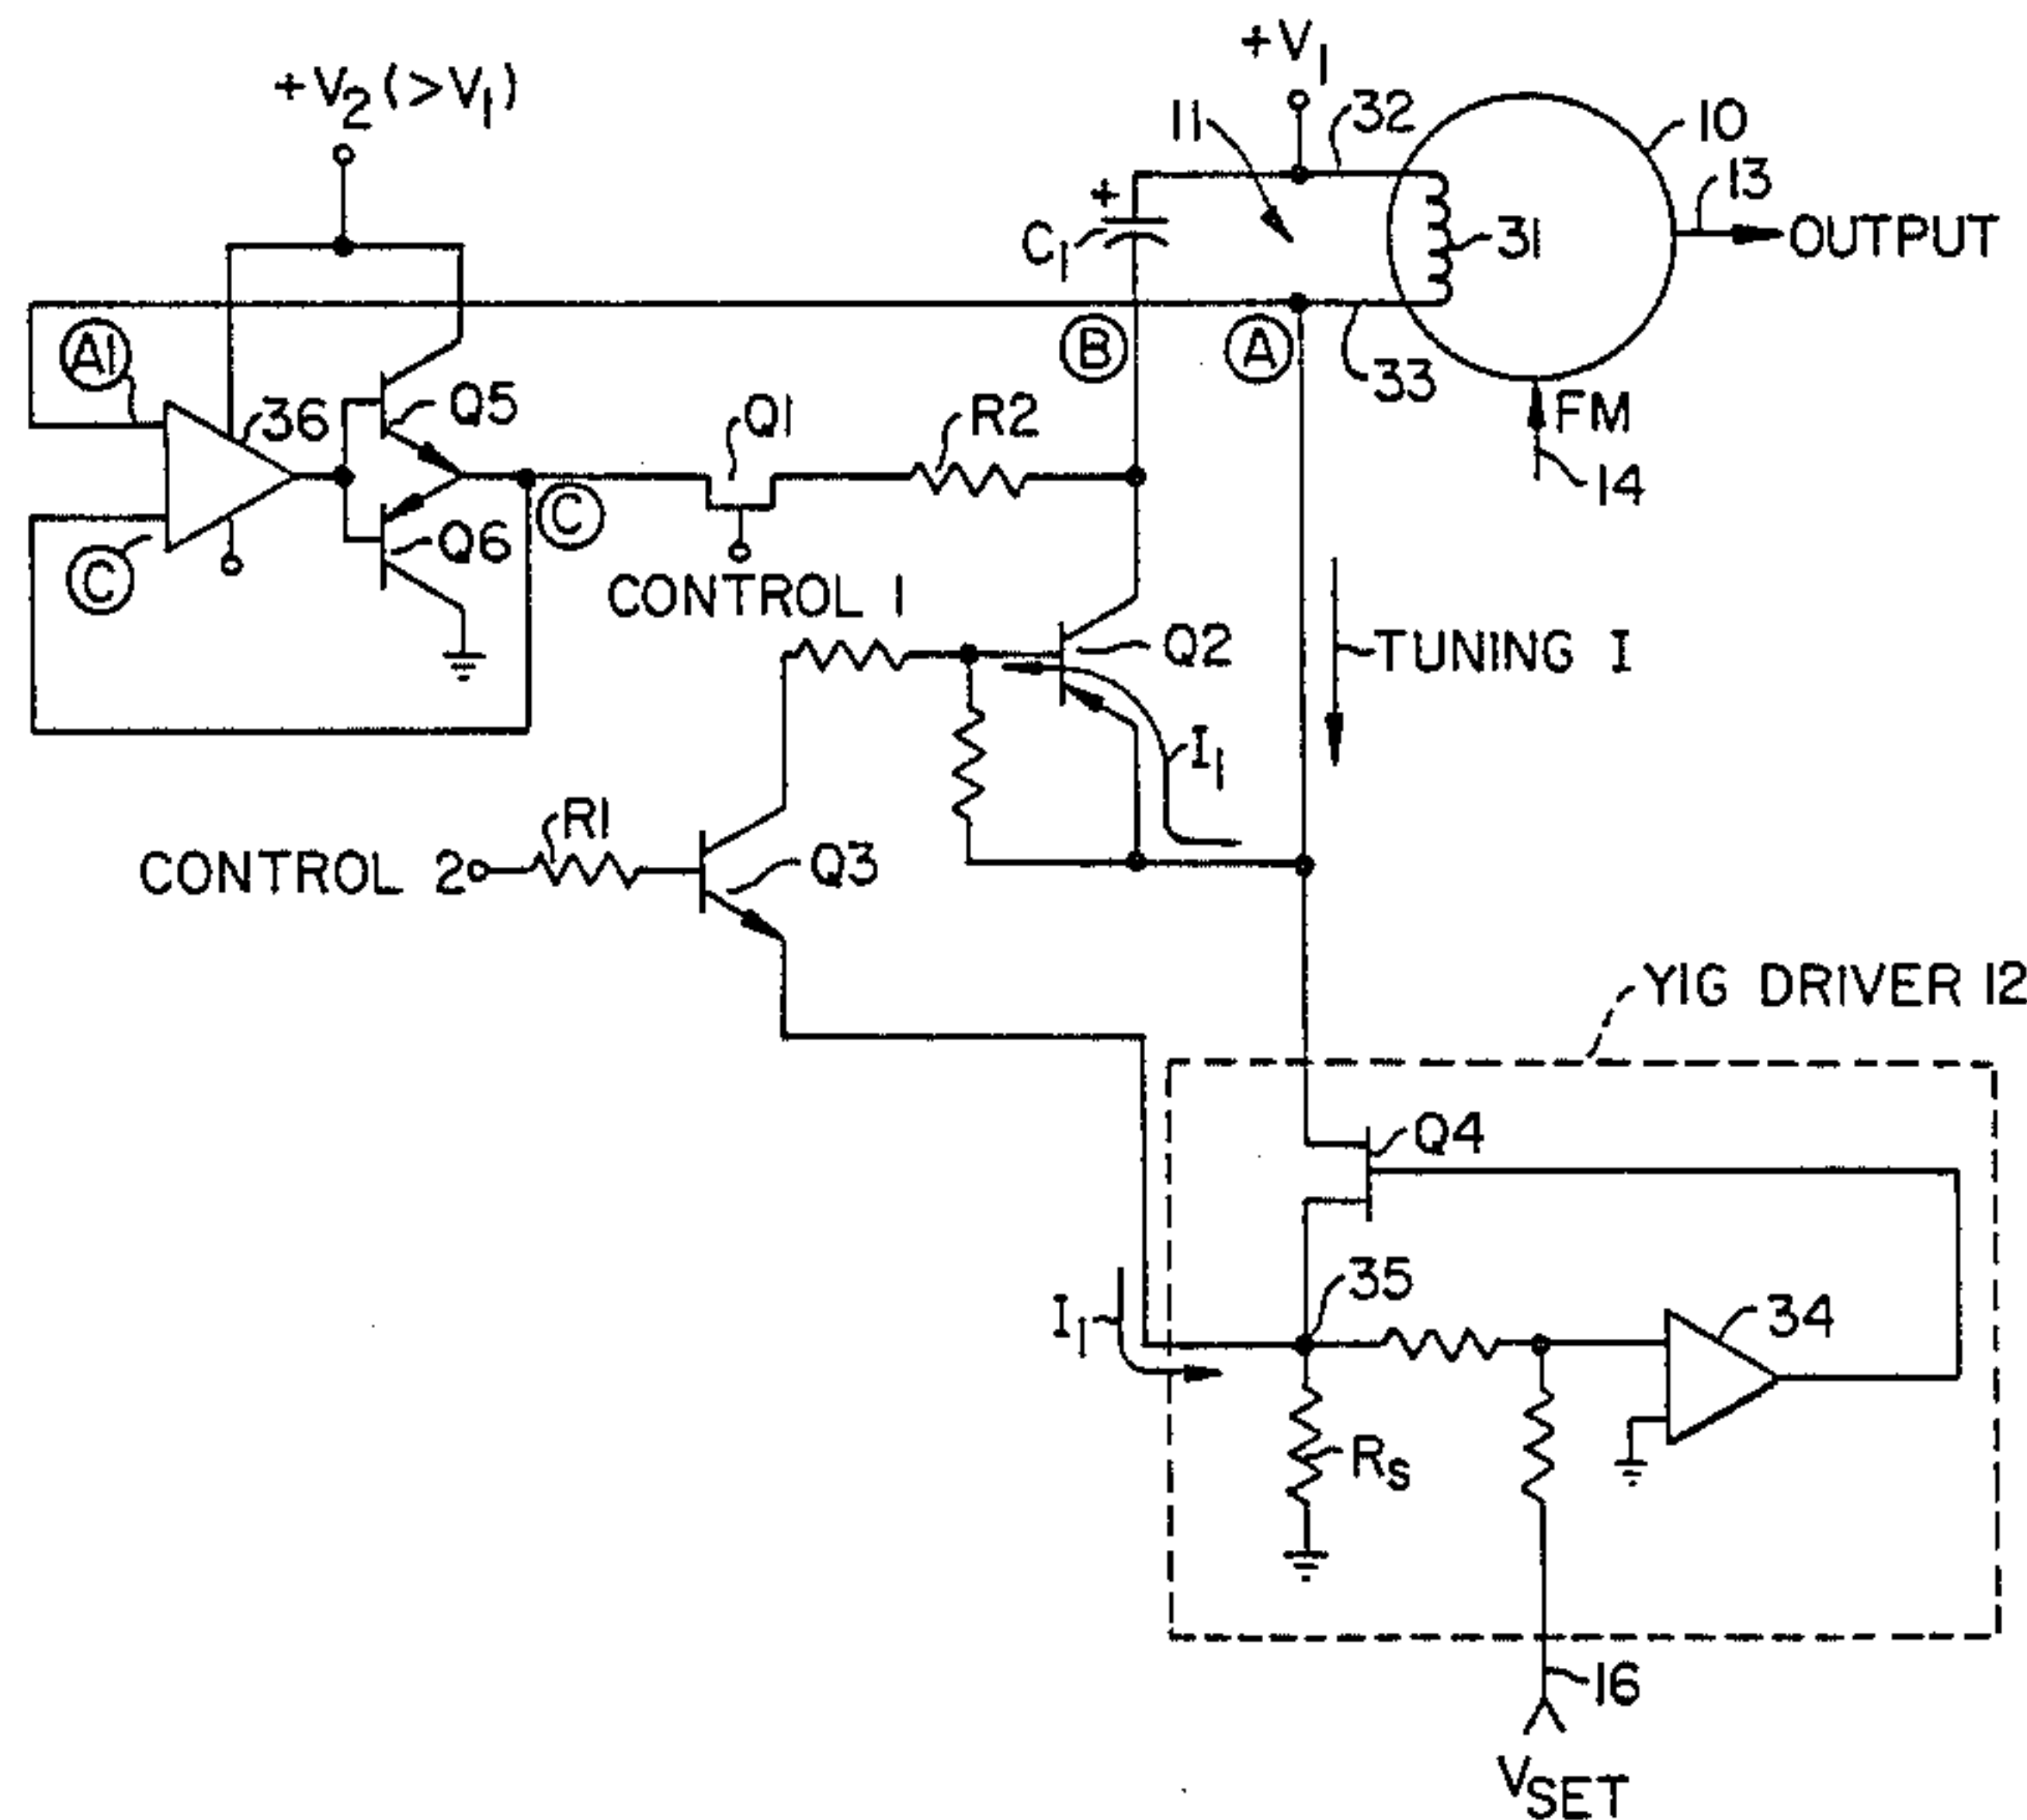 +V1
+V2(>V1)
11
32
10
13
+
C1
31
OUTPUT
A1
B
A
33
36
Q5
Q1
R2
FM
14
C
C
Q6
CONTROL 1
Q2
TUNING I
I1
R1
CONTROL 2
Q3
YIG DRIVER 12
Q4
35
34
I1
RS
16
VSET